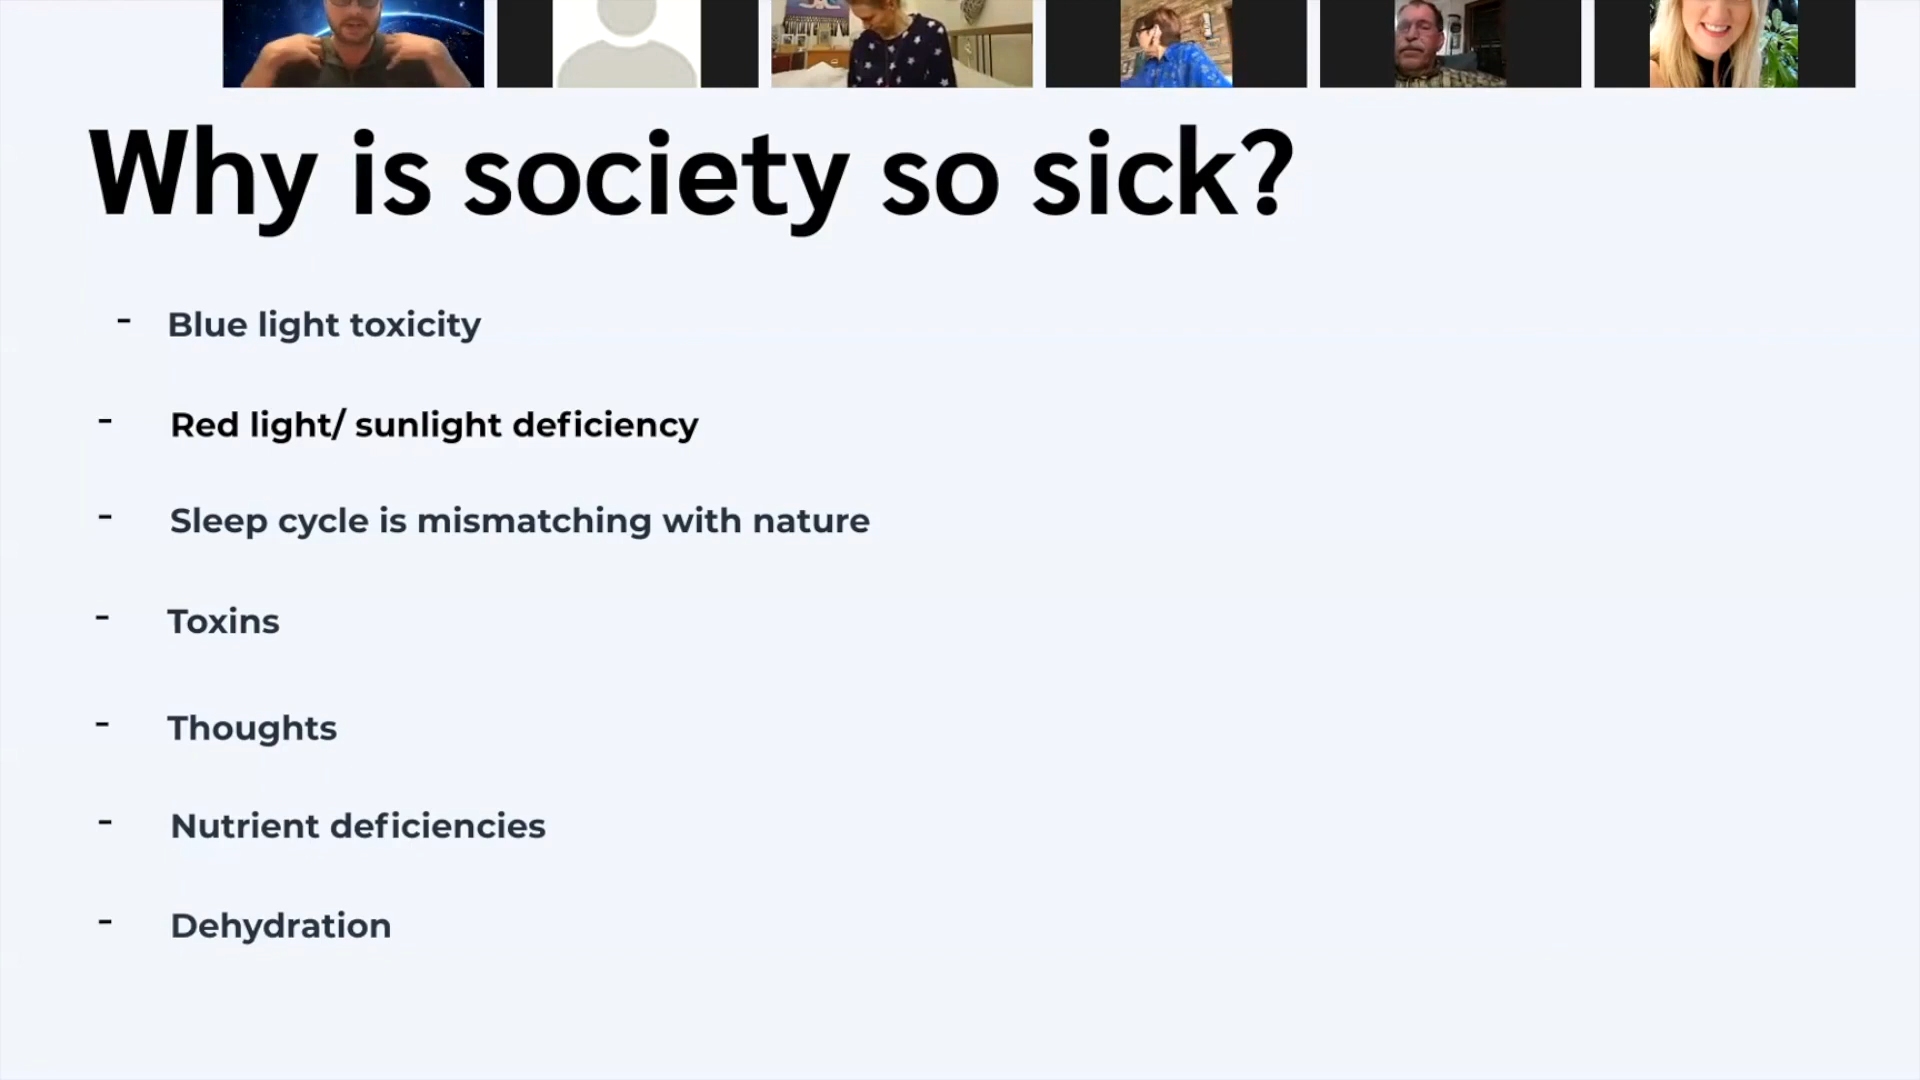 Why is society so sick?
- Blue light toxicity
- Red light/ sunlight deficiency
- Sleep cycle is mismatching with nature
- Toxins
- Thoughts
- Nutrient deficiencies
- Dehydration